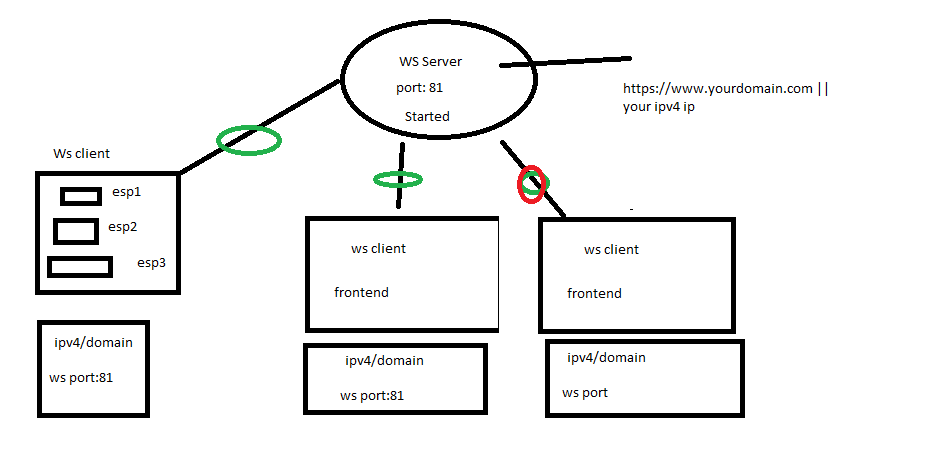 WS Server
port: 81
Started
https://www.yourdomain.com ||
your ipv4 ip
Ws client
esp1
esp2
esp3
ws client
frontend
ws client
frontend
ipv4/domain
ws port:81
ipv4/domain
ws port:81
ipv4/domain
ws port